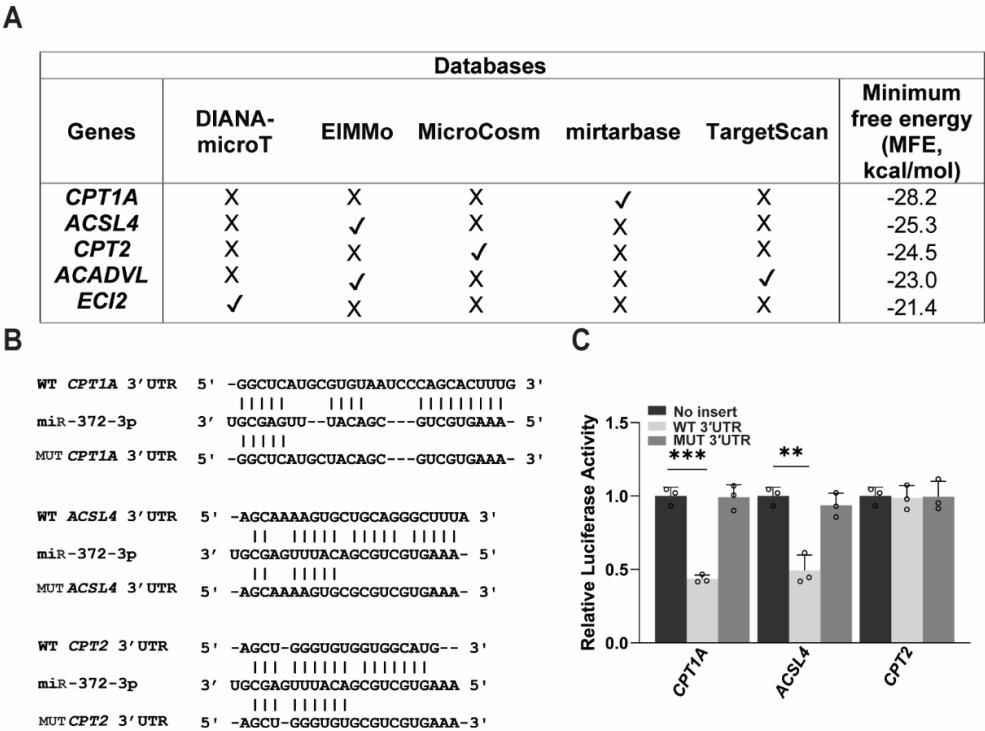 A
Databases
Genes DIANA-microT EIMMo MicroCosm mirtarbase TargetScan Minimum free energy (MFE, kcal/mol)
CPT1A X X X ✓ X -28.2
ACSL4 X ✓ X X X -25.3
CPT2 X X ✓ X X -24.5
ACADVL X ✓ X X ✓ -23.0
ECI2 ✓ X X X X -21.4
B
WT CPT1A 3'UTR 5' -GGCUCAUGCGUGUAAUCCCAGCACUUUG 3'
miR-372-3p 3' UGCGAGUU--UACAGC---GUCGUGAAA- 5'
MUT CPT1A 3'UTR 5' -GGCUCAUGCUACAGC---GUCGUGAAA- 3'
WT ACSL4 3'UTR 5' -AGCAAAAGUGCUGCAGGGCUUUA 3'
miR-372-3p 3' UGCGAGUUUACAGCGUCGUGAAA- 5'
MUT ACSL4 3'UTR 5' -AGCAAAAGUGCGCGUCGUGAAA- 3'
WT CPT2 3'UTR 5' -AGCU-GGGUGUGGUGGCAUG-- 3'
miR-372-3p 3' UGCGAGUUUACAGCGUCGUGAAA 5'
MUT CPT2 3'UTR 5' -AGCU-GGGUGUGCGUCGUGAAA-3'
C
No insert
WT 3'UTR
MUT 3'UTR
Relative Luciferase Activity
1.5
1.0
0.5
0.0
*** **
CPT1A ACSL4 CPT2